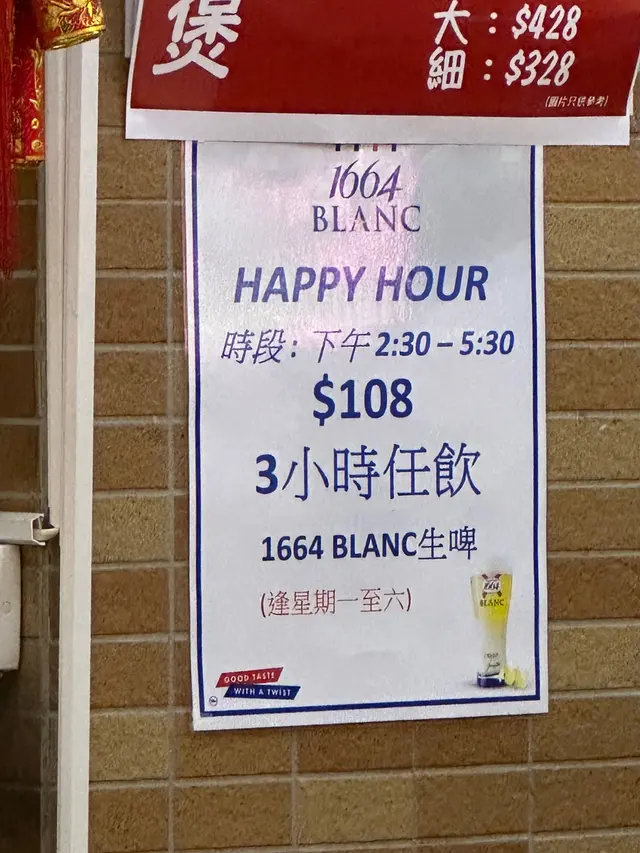 煲
大：$428
細：$328
(圖片只供參考)
1664
BLANC
HAPPY HOUR
時段：下午 2:30 – 5:30
$108
3小時任飲
1664 BLANC生啤
(逢星期一至六)
1664
BLANC
GOOD TASTE
WITH A TWIST